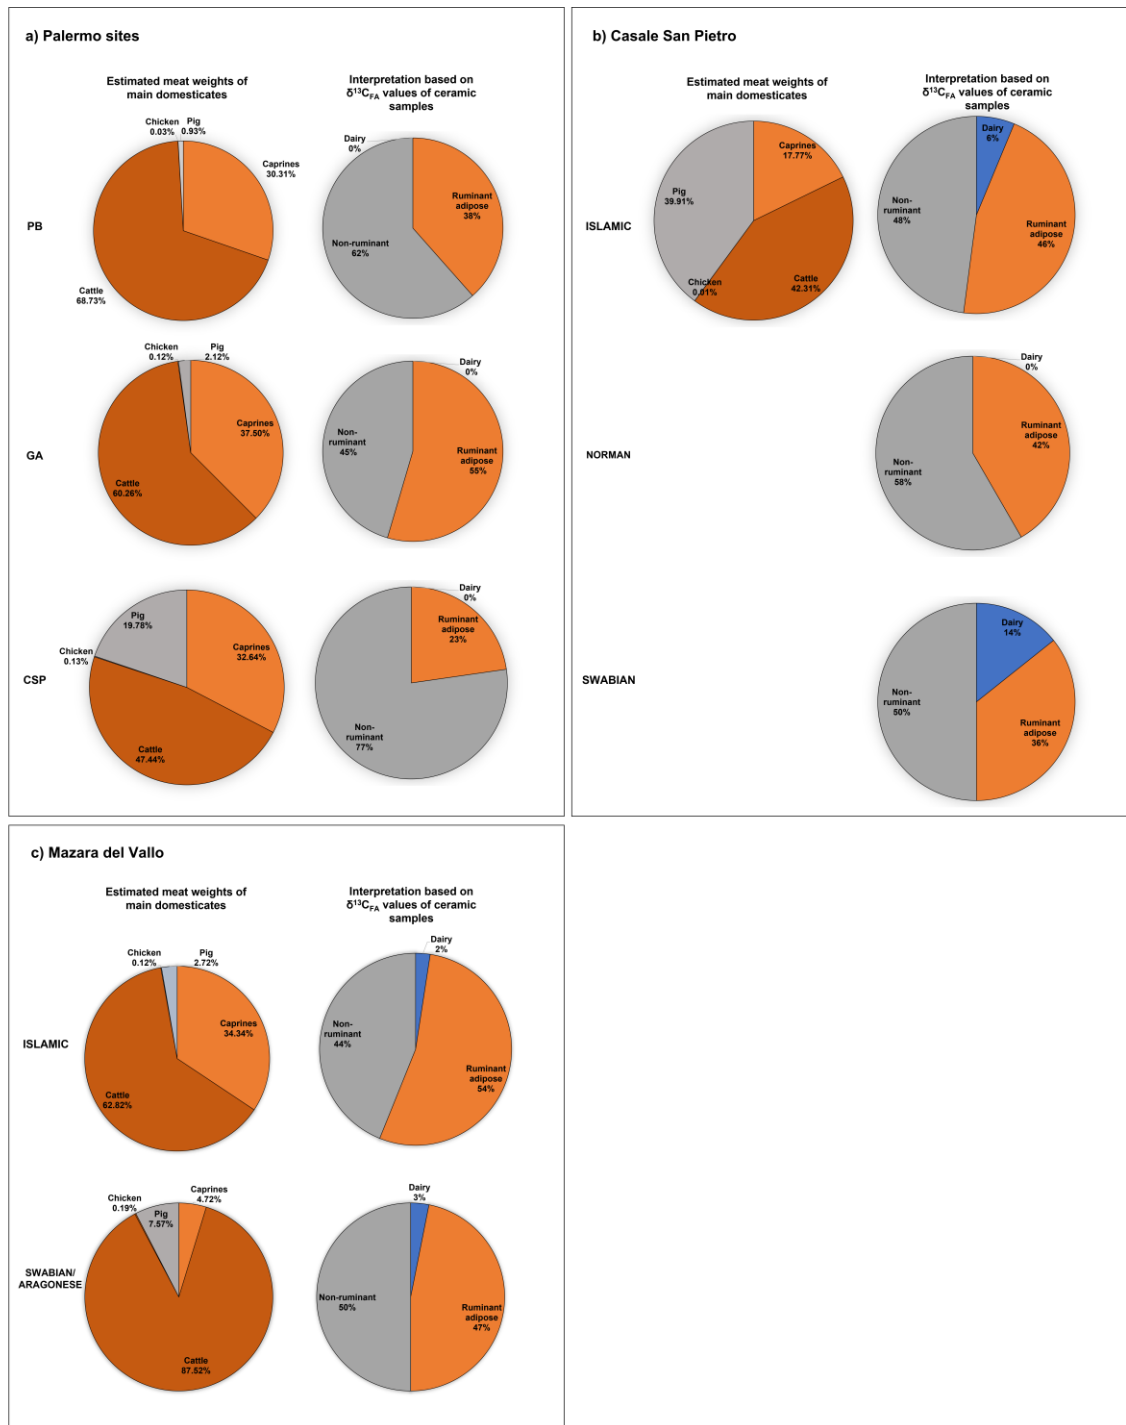 a) Palermo sites
Estimated meat weights of
main domesticates
Interpretation based on
δ¹³C_FA values of ceramic
samples
PB
Chicken
0.03%
Pig
0.93%
Caprines
30.31%
Cattle
68.73%
Dairy
0%
Ruminant
adipose
38%
Non-ruminant
62%
GA
Chicken
0.12%
Pig
2.12%
Caprines
37.50%
Cattle
60.26%
Dairy
0%
Non-
ruminant
45%
Ruminant
adipose
55%
CSP
Pig
19.78%
Chicken
0.13%
Caprines
32.64%
Cattle
47.44%
Dairy
0%
Ruminant
adipose
23%
Non-
ruminant
77%
b) Casale San Pietro
Estimated meat weights of
main domesticates
Interpretation based on
δ¹³C_FA values of ceramic
samples
ISLAMIC
Caprines
17.77%
Pig
39.91%
Chicken
0.01%
Cattle
42.31%
Dairy
6%
Non-
ruminant
48%
Ruminant
adipose
46%
NORMAN
Dairy
0%
Ruminant
adipose
42%
Non-
ruminant
58%
SWABIAN
Dairy
14%
Non-
ruminant
50%
Ruminant
adipose
36%
c) Mazara del Vallo
Estimated meat weights of
main domesticates
Interpretation based on
δ¹³C_FA values of ceramic
samples
ISLAMIC
Chicken
0.12%
Pig
2.72%
Caprines
34.34%
Cattle
62.82%
Dairy
2%
Non-
ruminant
44%
Ruminant
adipose
54%
SWABIAN/
ARAGONESE
Chicken
0.19%
Pig
7.57%
Caprines
4.72%
Cattle
87.52%
Dairy
3%
Non-ruminant
50%
Ruminant
adipose
47%